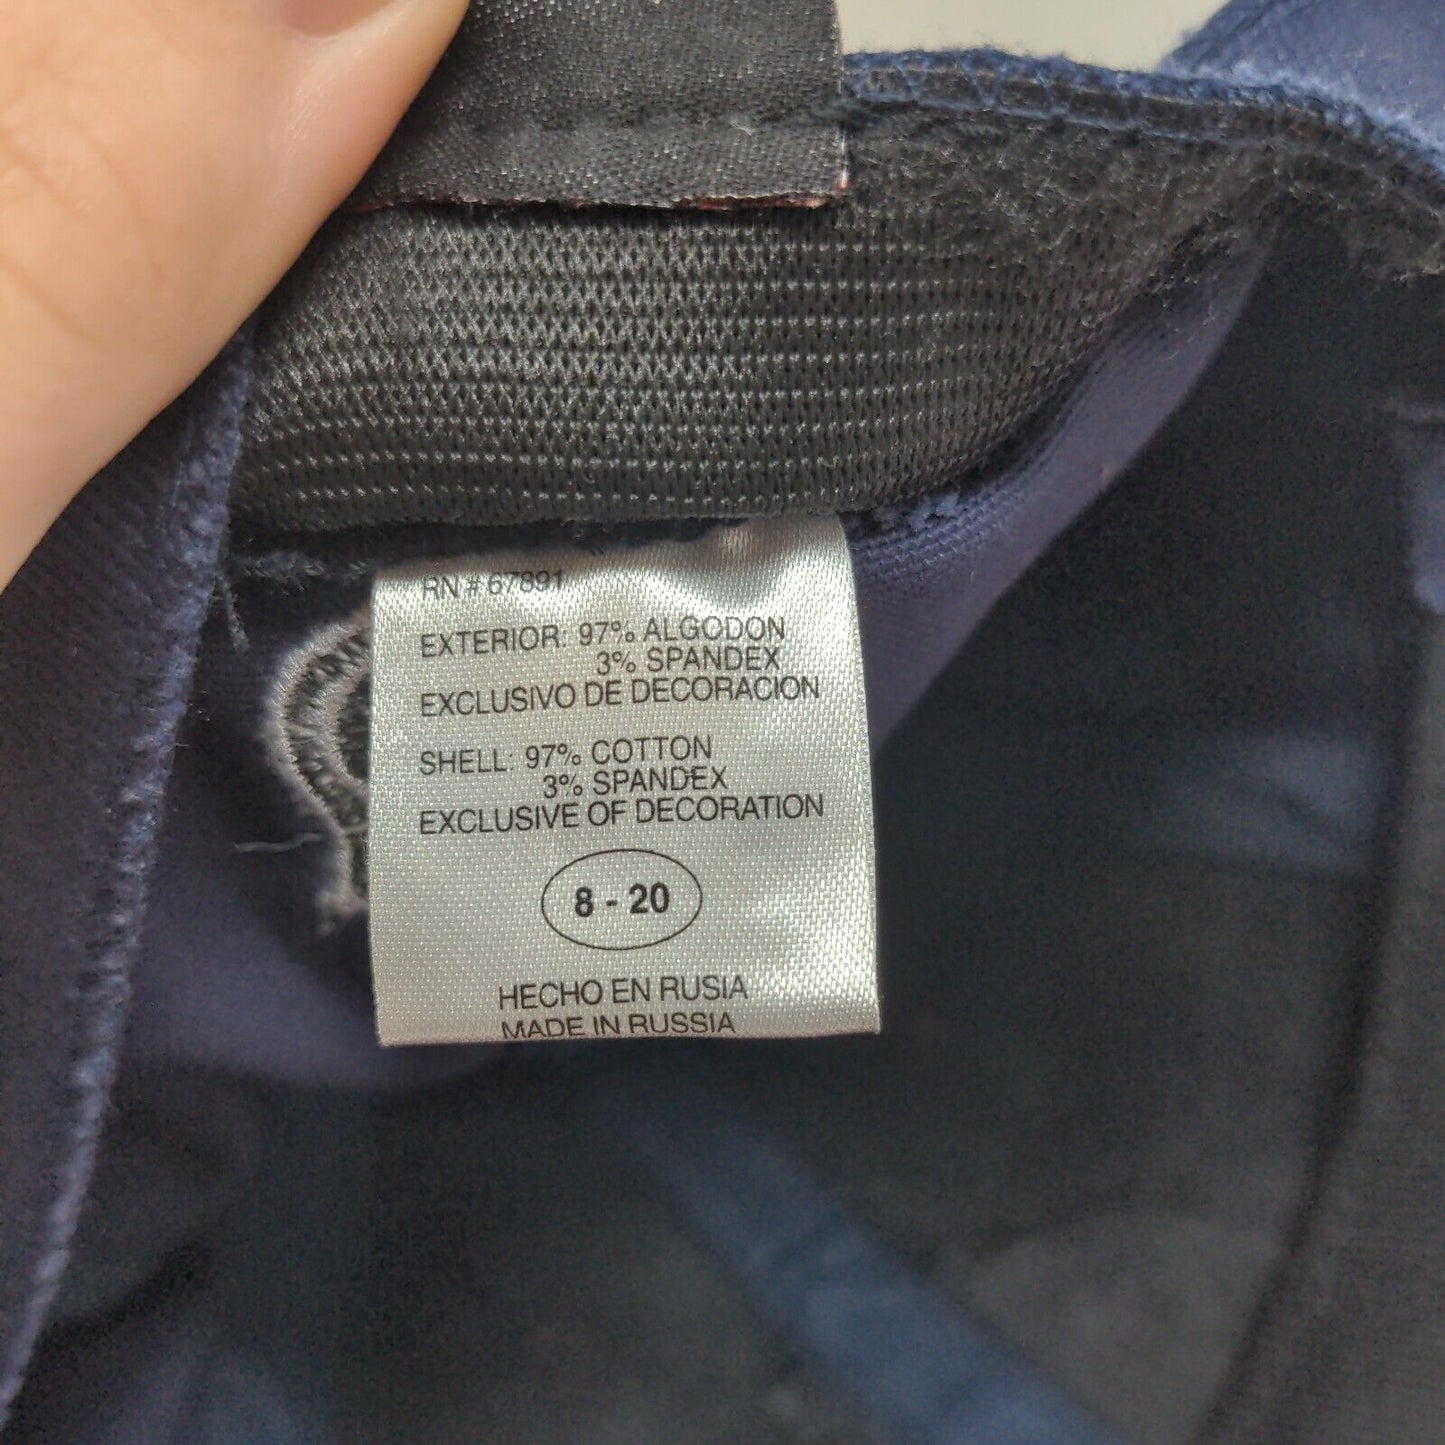 RN # 67891
EXTERIOR: 97% ALGODON
3% SPANDEX
EXCLUSIVO DE DECORACION
SHELL: 97% COTTON
3% SPANDEX
EXCLUSIVE OF DECORATION
8 - 20
HECHO EN RUSIA
MADE IN RUSSIA